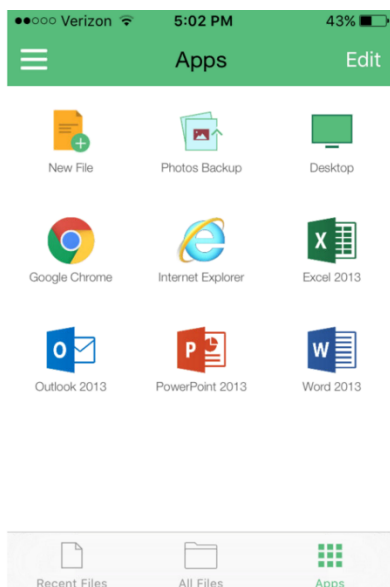 Verizon 5:02 PM 43%
Apps Edit
New File Photos Backup Desktop
Google Chrome Internet Explorer Excel 2013
Outlook 2013 PowerPoint 2013 Word 2013
Recent Files All Files Apps